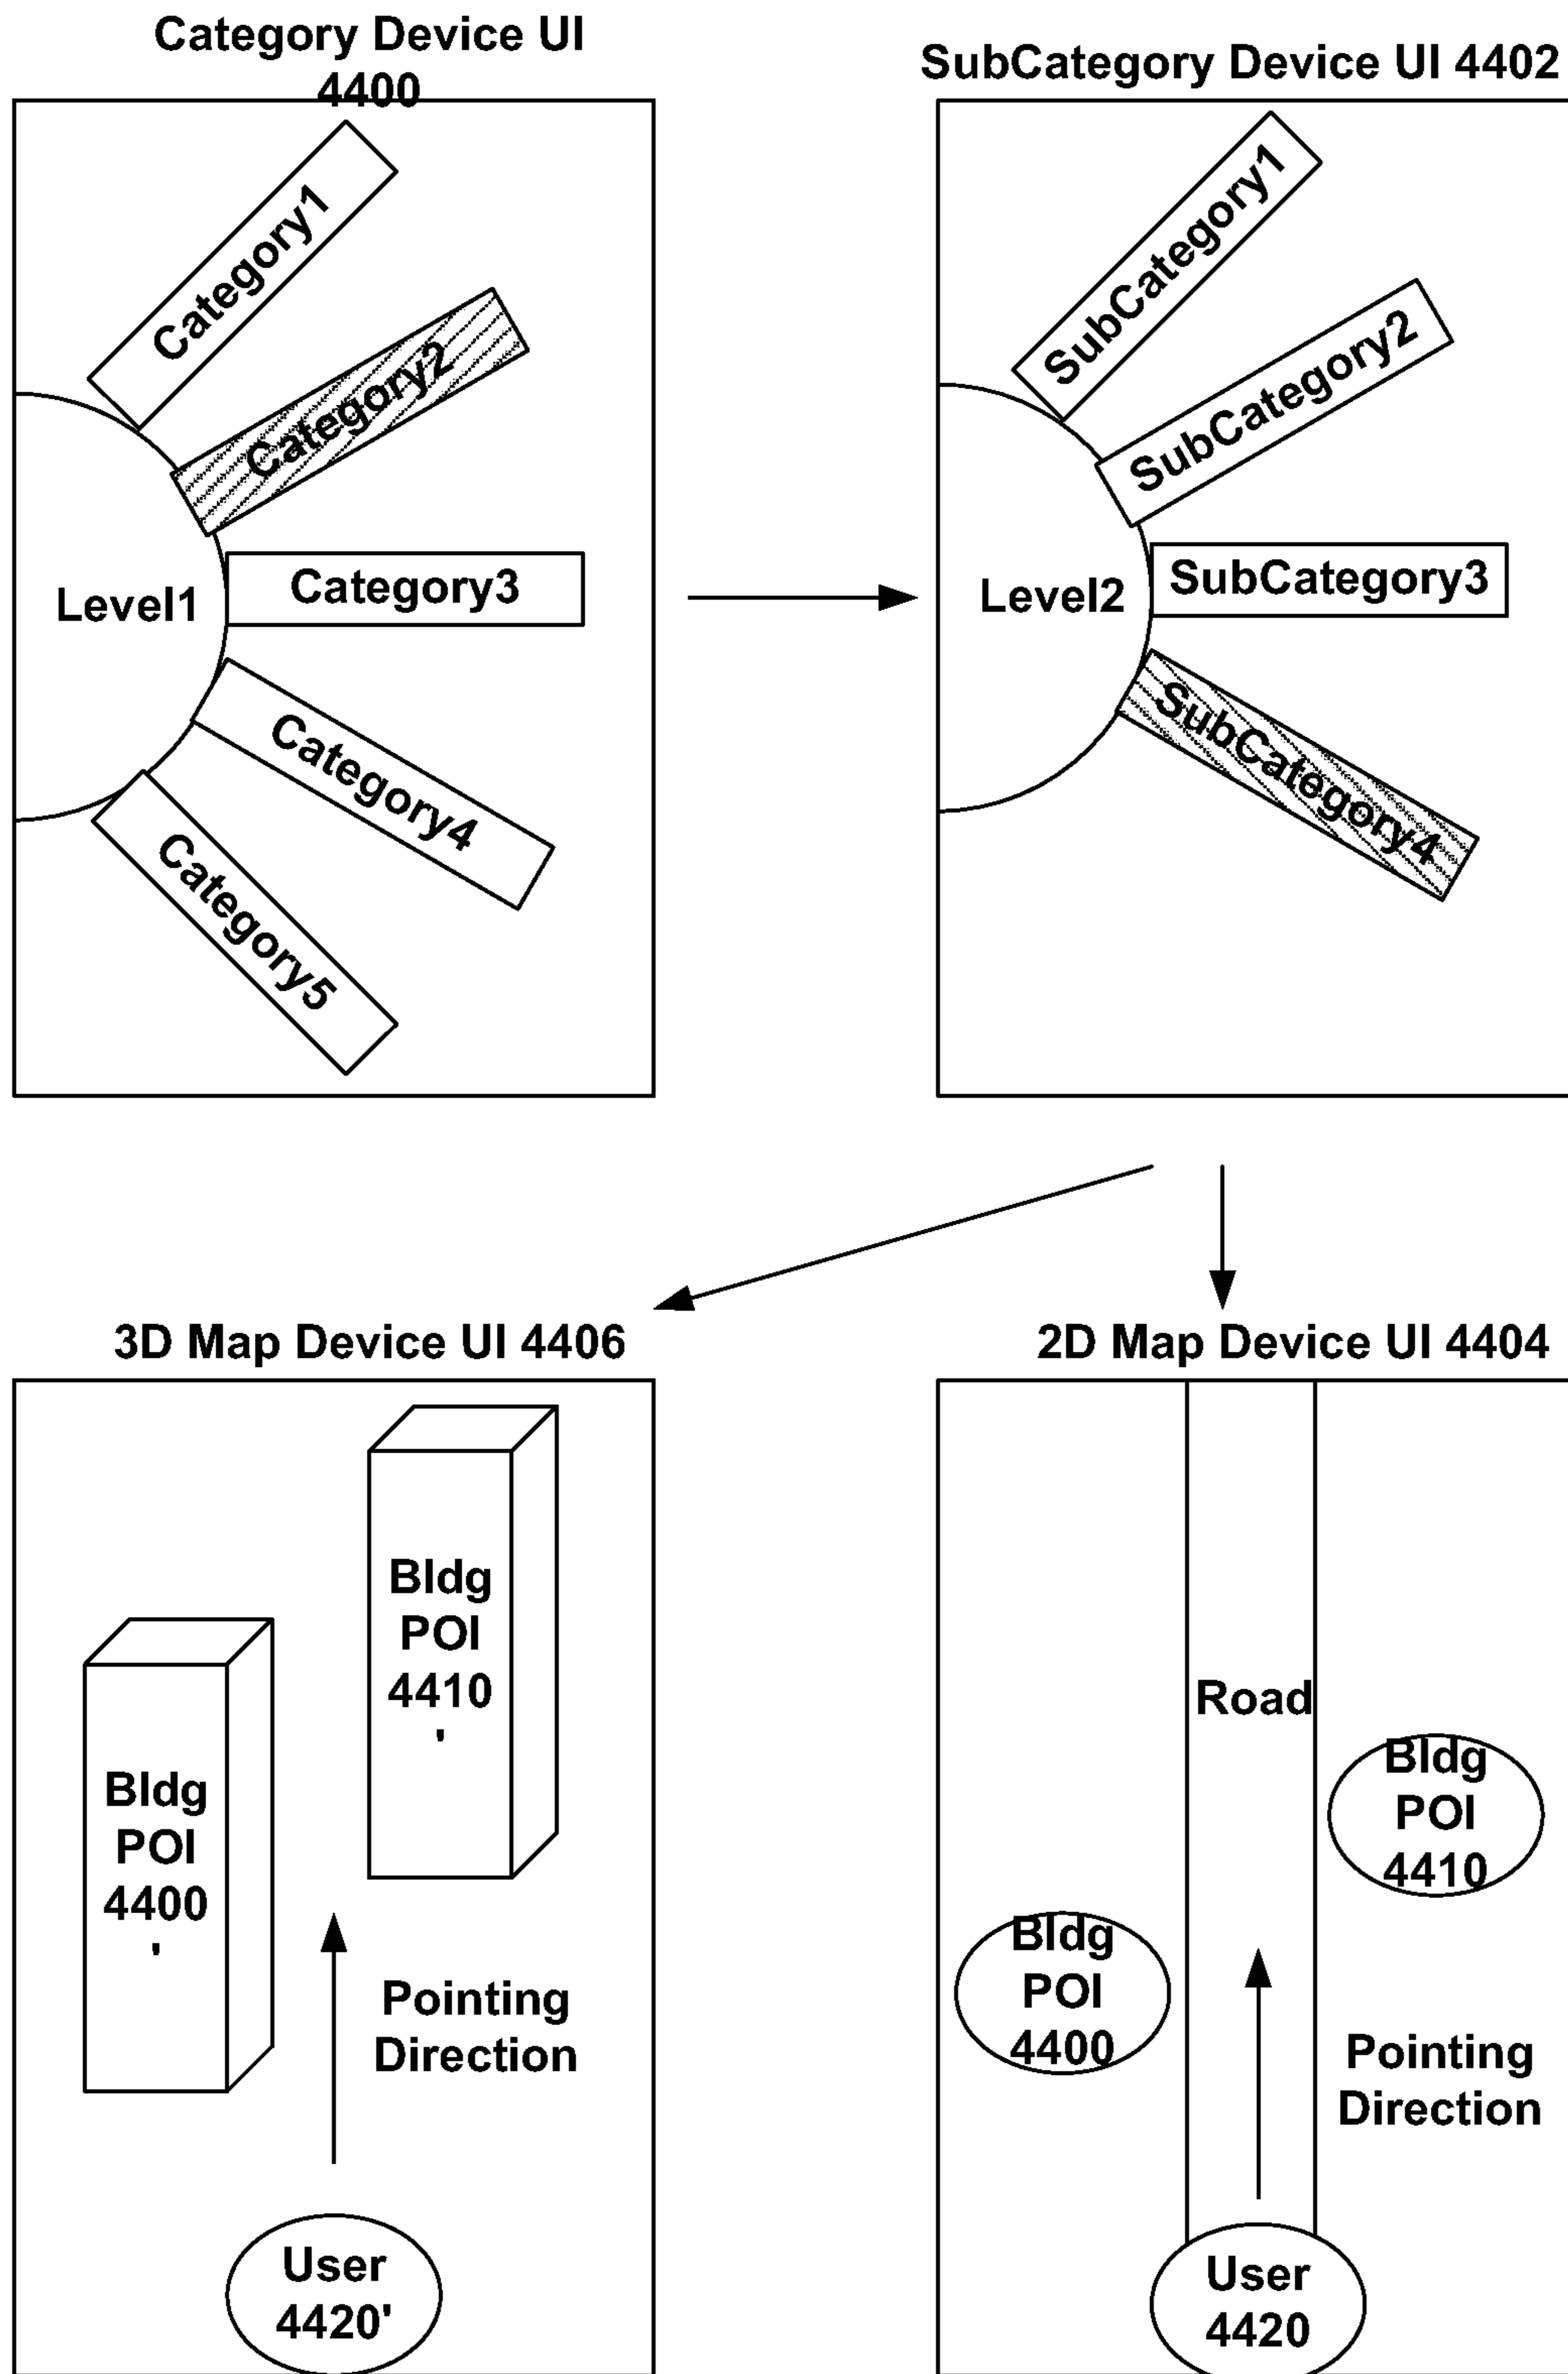 Category Device UI
4400
Category1
Category2
Category3
Level1
Category4
Category5
SubCategory Device UI 4402
SubCategory1
SubCategory2
SubCategory3
Level2
SubCategory4
3D Map Device UI 4406
Bldg
POI
4410
'
Bldg
POI
4400
'
Pointing
Direction
User
4420'
2D Map Device UI 4404
Road
Bldg
POI
4410
Bldg
POI
4400
Pointing
Direction
User
4420